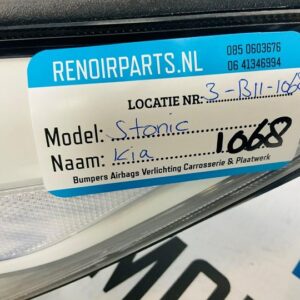 RENOIRPARTS.NL
085 0603676
06 41346994
LOCATIE NR: 3-B11-1068
Model: Stonic
Naam: Kia 1068
Bumpers Airbags Verlichting Carrosserie & Plaatwerk